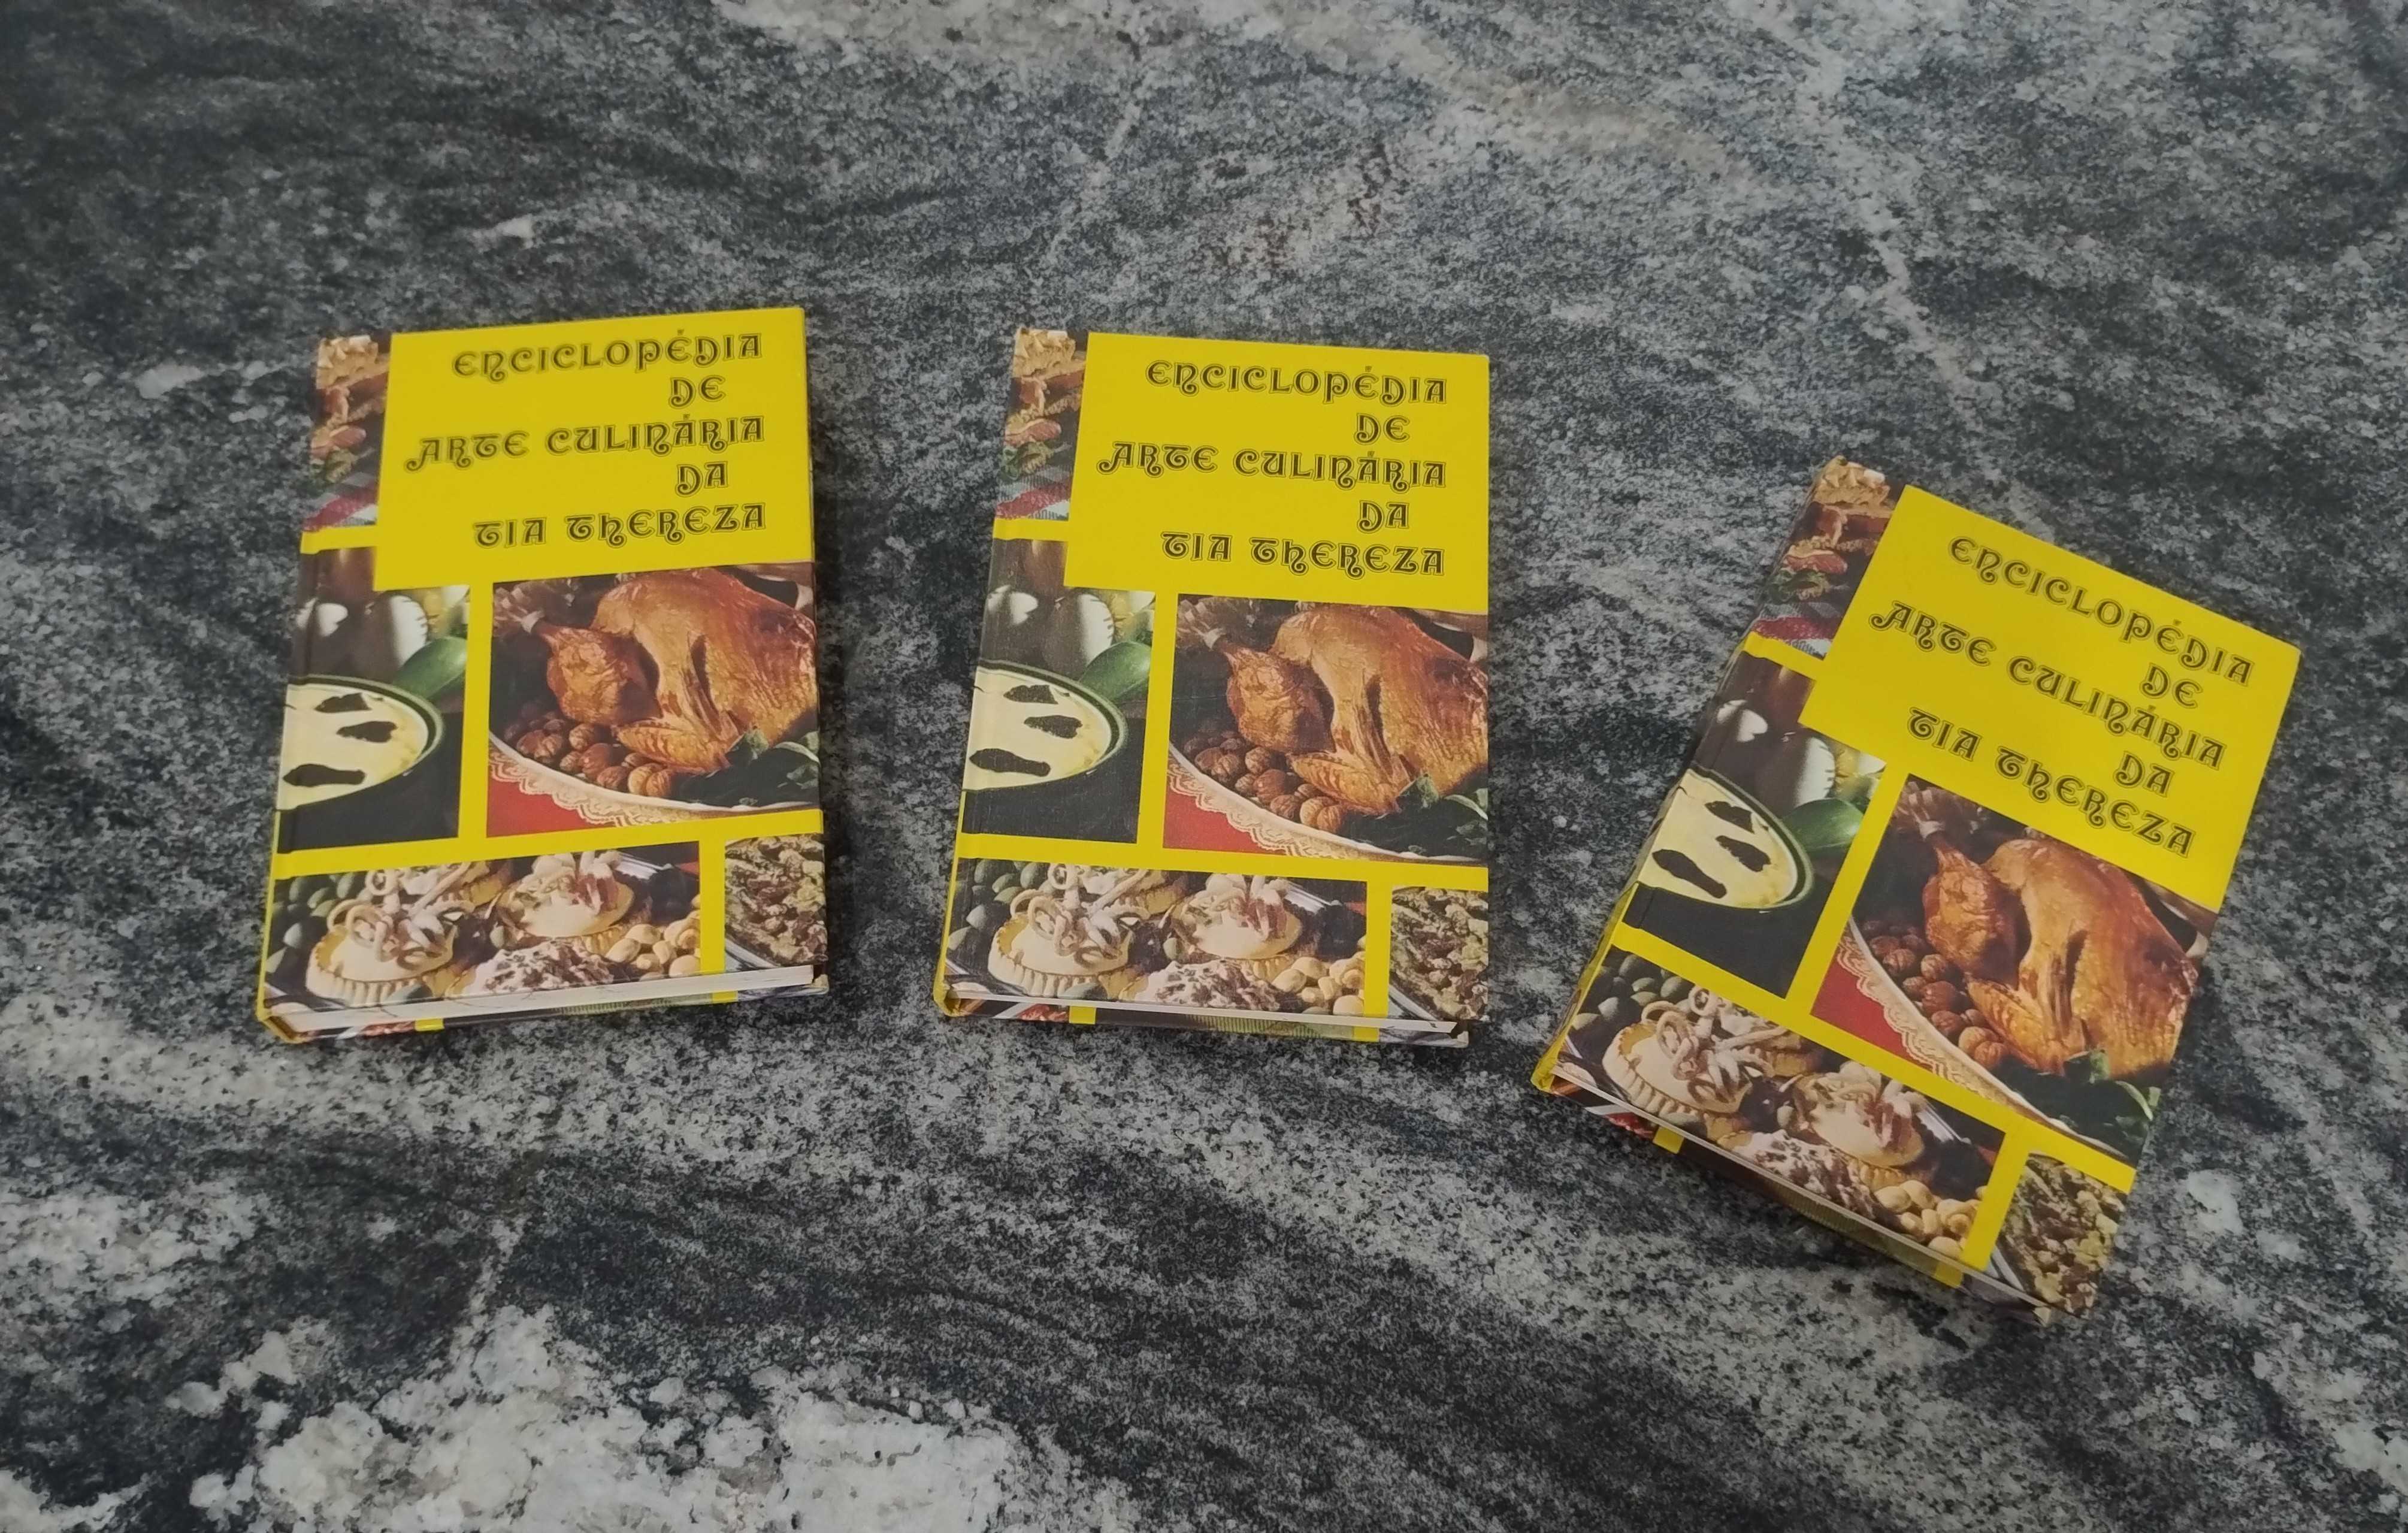 ENCICLOPÉDIA
DE
ARTE CULINÁRIA
DA
TIA THEREZA
ENCICLOPÉDIA
DE
ARTE CULINÁRIA
DA
TIA THEREZA
ENCICLOPÉDIA
DE
ARTE CULINÁRIA
DA
TIA THEREZA